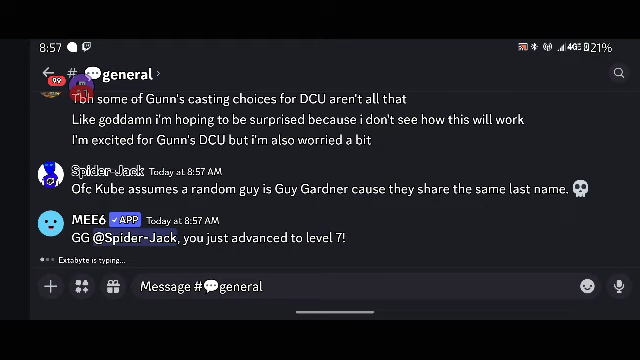 8:57
4G
21%
# 💬general ›
99
Tbh some of Gunn's casting choices for DCU aren't all that
Like goddamn i'm hoping to be surprised because i don't see how this will work
I'm excited for Gunn's DCU but i'm also worried a bit
Spider-Jack Today at 8:57 AM
Ofc Kube assumes a random guy is Guy Gardner cause they share the same last name. 💀
MEE6 ✓ APP Today at 8:57 AM
GG @Spider-Jack, you just advanced to level 7!
Extabyte is typing...
Message #💬general